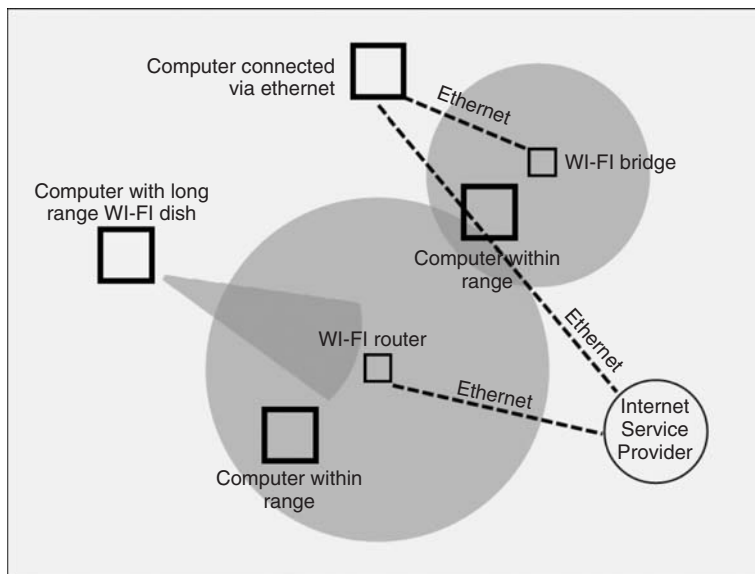 Computer connected
via ethernet
Ethernet
WI-FI bridge
Computer with long
range WI-FI dish
Computer within
range
Ethernet
WI-FI router
Ethernet
Internet
Service
Provider
Computer within
range